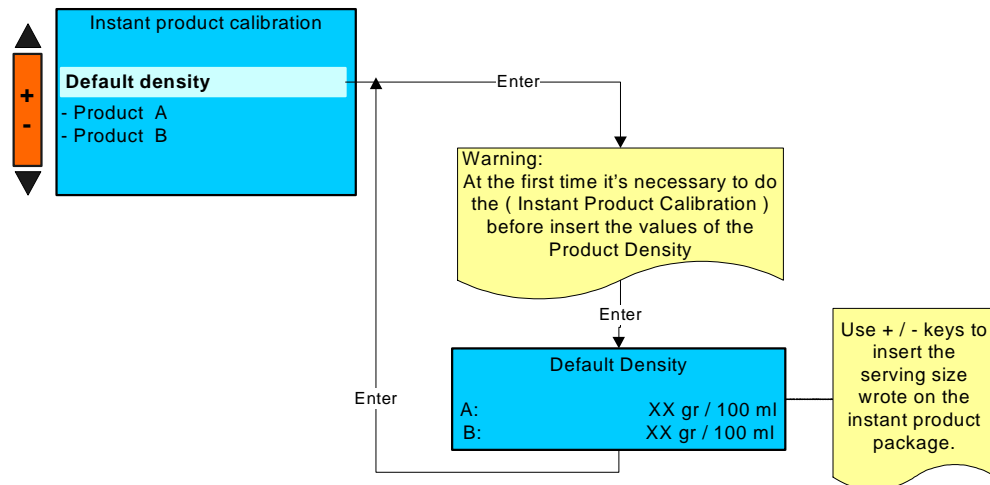 Instant product calibration
Default density
- Product A
- Product B
+
-
Enter
Warning:
At the first time it's necessary to do
the ( Instant Product Calibration )
before insert the values of the
Product Density
Enter
Default Density
A: XX gr / 100 ml
B: XX gr / 100 ml
Use + / - keys to
insert the
serving size
wrote on the
instant product
package.
Enter